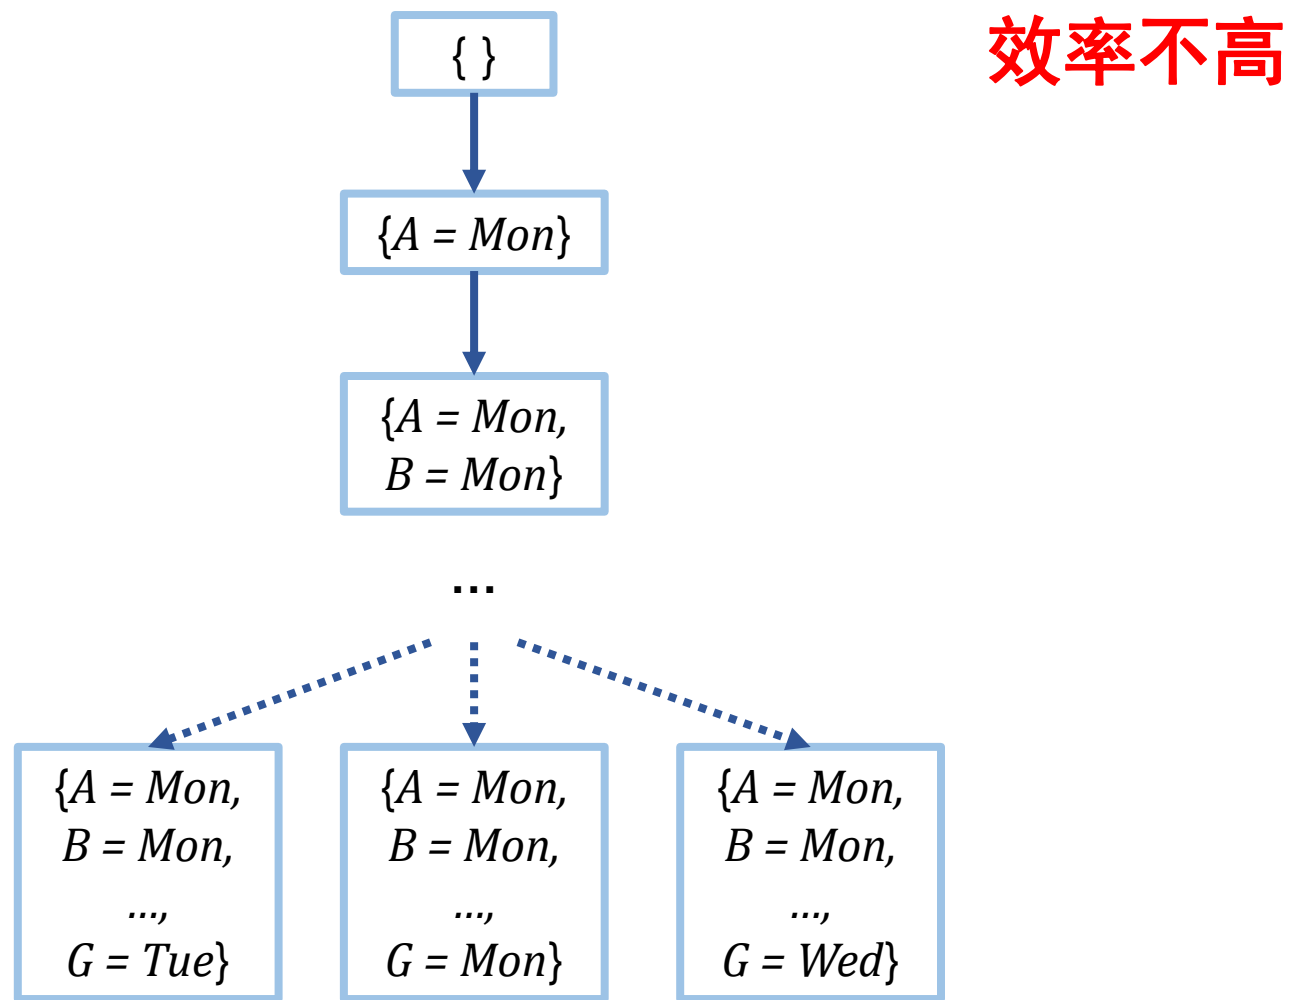 { }
效率不高
{A = Mon}
{A = Mon,
B = Mon}
...
{A = Mon,
B = Mon,
...,
G = Tue}
{A = Mon,
B = Mon,
...,
G = Mon}
{A = Mon,
B = Mon,
...,
G = Wed}